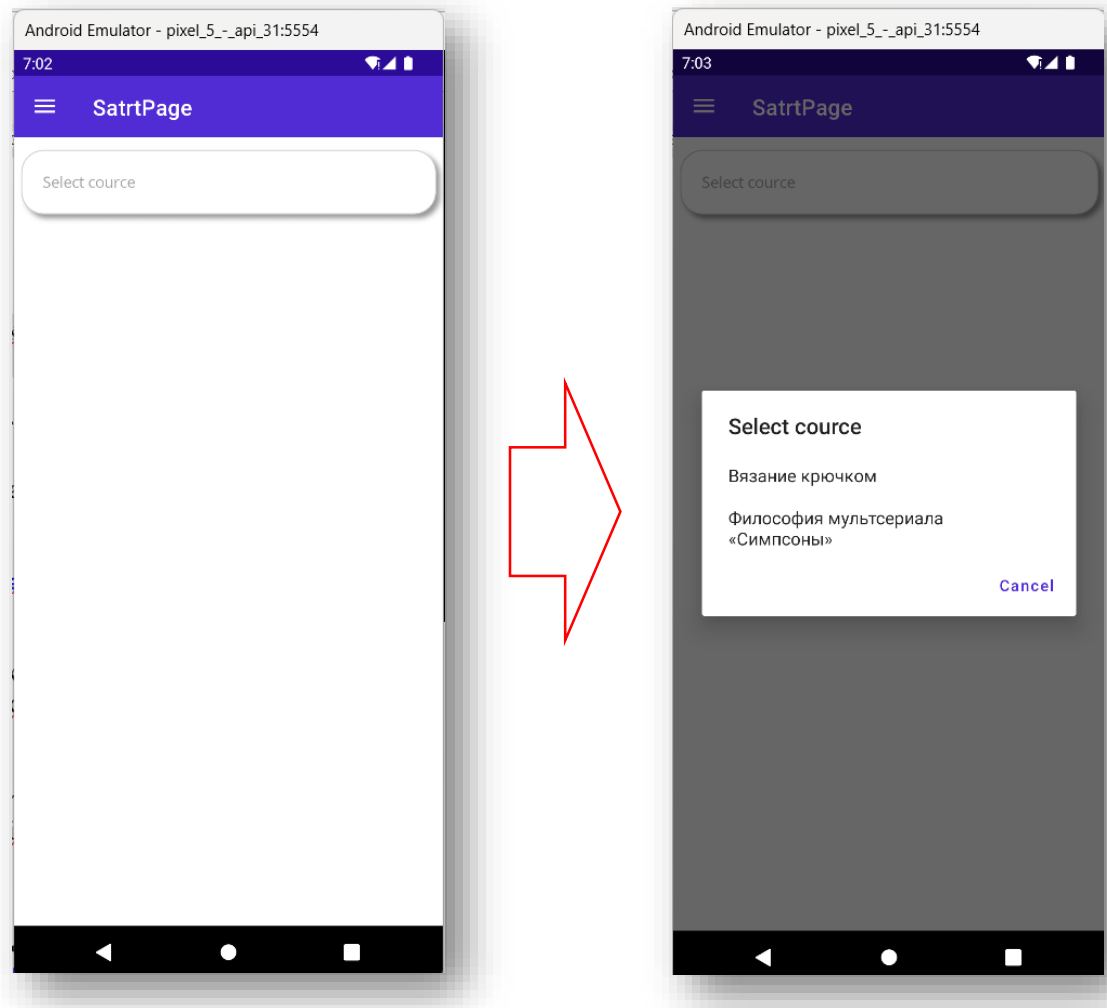 Android Emulator - pixel_5_-_api_31:5554
7:02
SatrtPage
Select cource
Android Emulator - pixel_5_-_api_31:5554
7:03
SatrtPage
Select cource
Select cource
Вязание крючком
Философия мультсериала
«Симпсоны»
Cancel